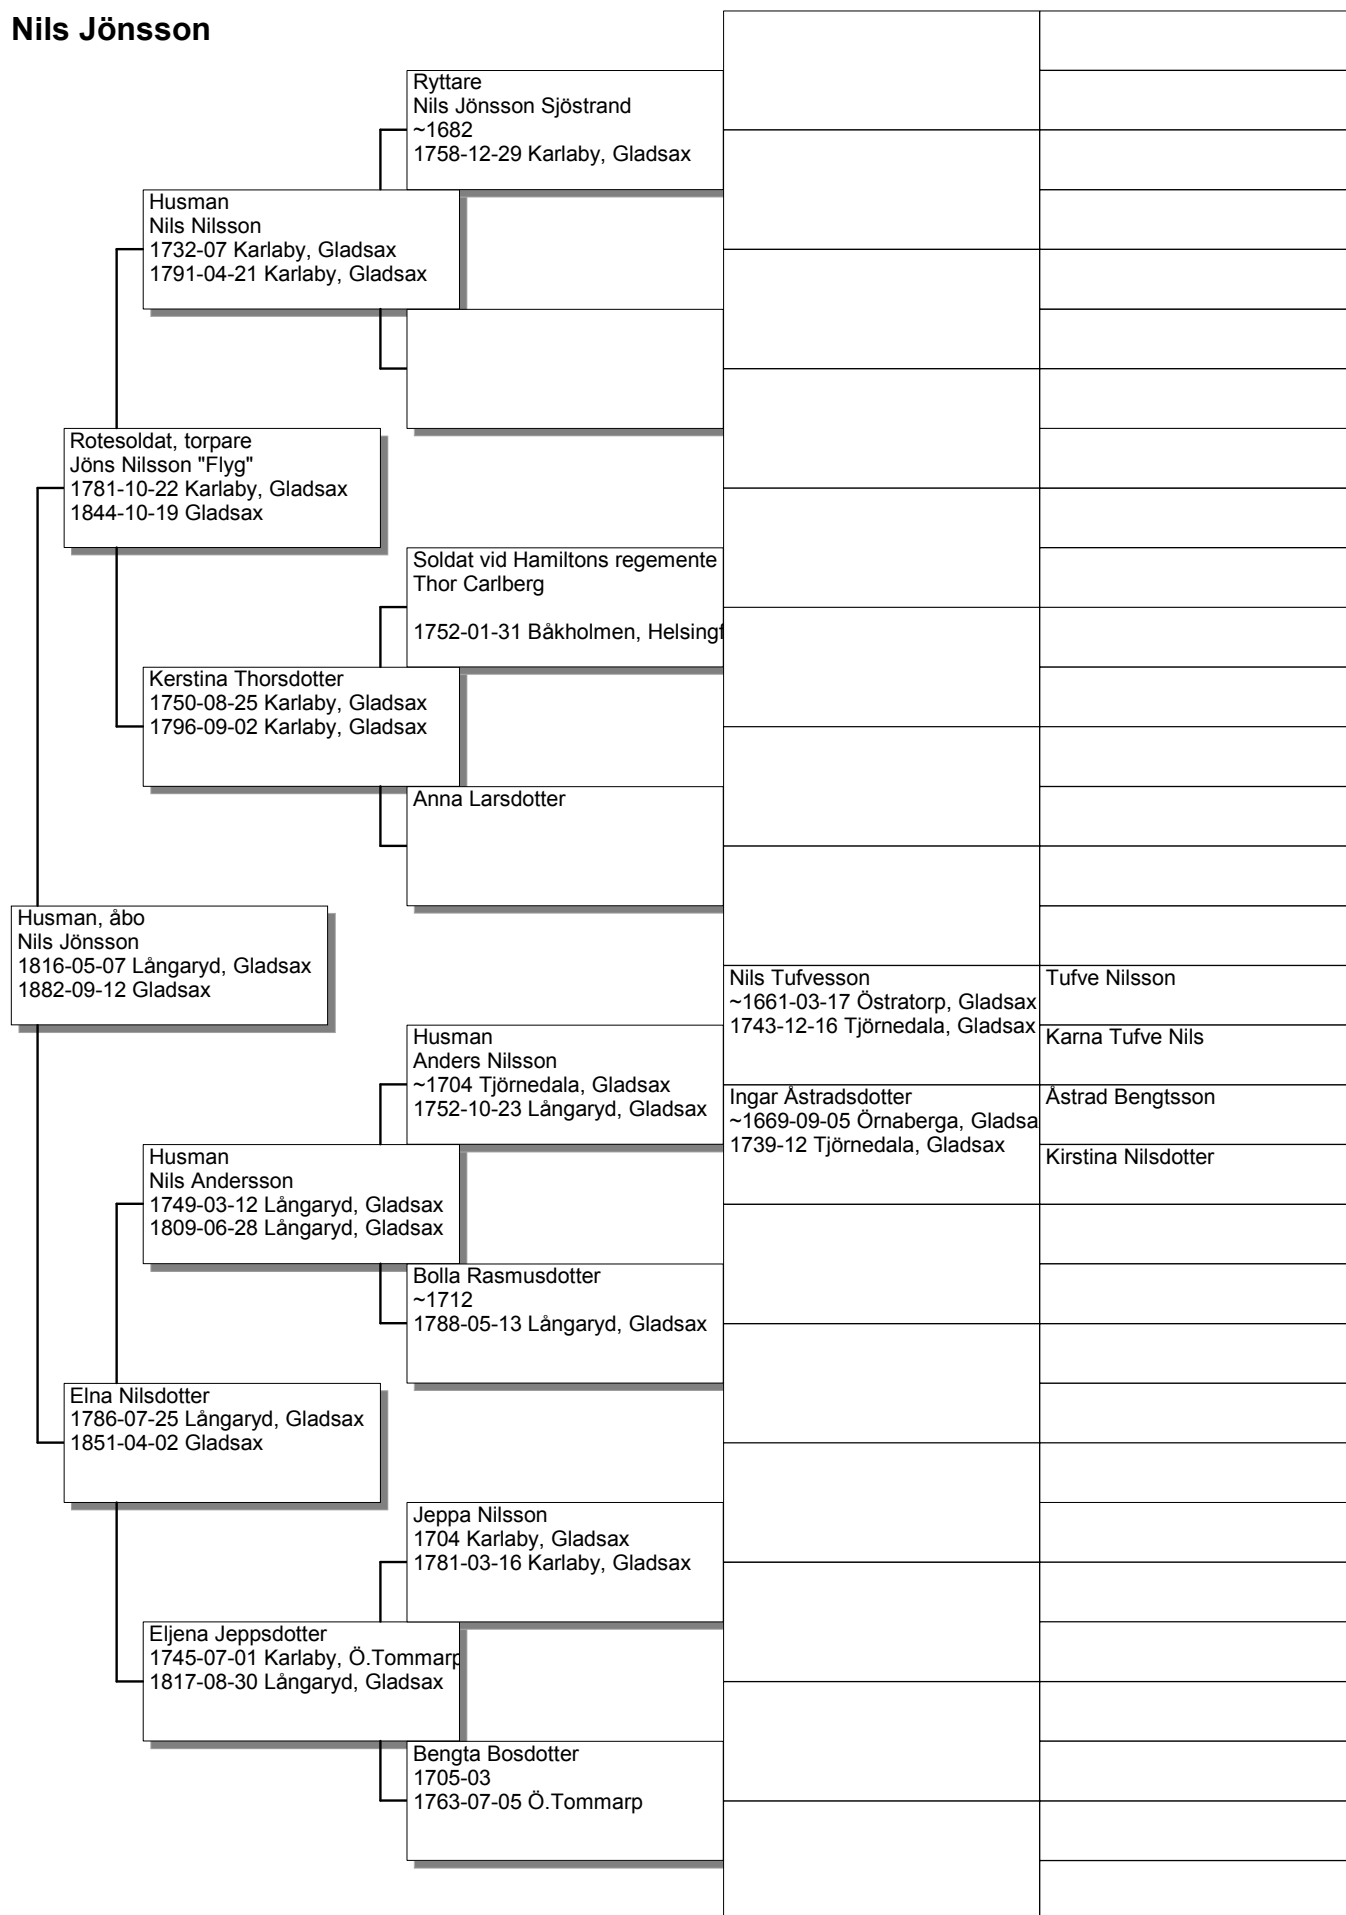 Nils Jönsson
Ryttare
Nils Jönsson Sjöstrand
~1682
1758-12-29 Karlaby, Gladsax
Husman
Nils Nilsson
1732-07 Karlaby, Gladsax
1791-04-21 Karlaby, Gladsax
Rotesoldat, torpare
Jöns Nilsson "Flyg"
1781-10-22 Karlaby, Gladsax
1844-10-19 Gladsax
Soldat vid Hamiltons regemente
Thor Carlberg
1752-01-31 Båkholmen, Helsingf
Kerstina Thorsdotter
1750-08-25 Karlaby, Gladsax
1796-09-02 Karlaby, Gladsax
Anna Larsdotter
Husman, åbo
Nils Jönsson
1816-05-07 Långaryd, Gladsax
1882-09-12 Gladsax
Nils Tufvesson
~1661-03-17 Östratorp, Gladsax
1743-12-16 Tjörnedala, Gladsax
Tufve Nilsson
Karna Tufve Nils
Husman
Anders Nilsson
~1704 Tjörnedala, Gladsax
1752-10-23 Långaryd, Gladsax
Ingar Åstradsdotter
~1669-09-05 Örnaberga, Gladsa
1739-12 Tjörnedala, Gladsax
Åstrad Bengtsson
Kirstina Nilsdotter
Husman
Nils Andersson
1749-03-12 Långaryd, Gladsax
1809-06-28 Långaryd, Gladsax
Bolla Rasmusdotter
~1712
1788-05-13 Långaryd, Gladsax
Elna Nilsdotter
1786-07-25 Långaryd, Gladsax
1851-04-02 Gladsax
Jeppa Nilsson
1704 Karlaby, Gladsax
1781-03-16 Karlaby, Gladsax
Eljena Jeppsdotter
1745-07-01 Karlaby, Ö.Tommarp
1817-08-30 Långaryd, Gladsax
Bengta Bosdotter
1705-03
1763-07-05 Ö.Tommarp